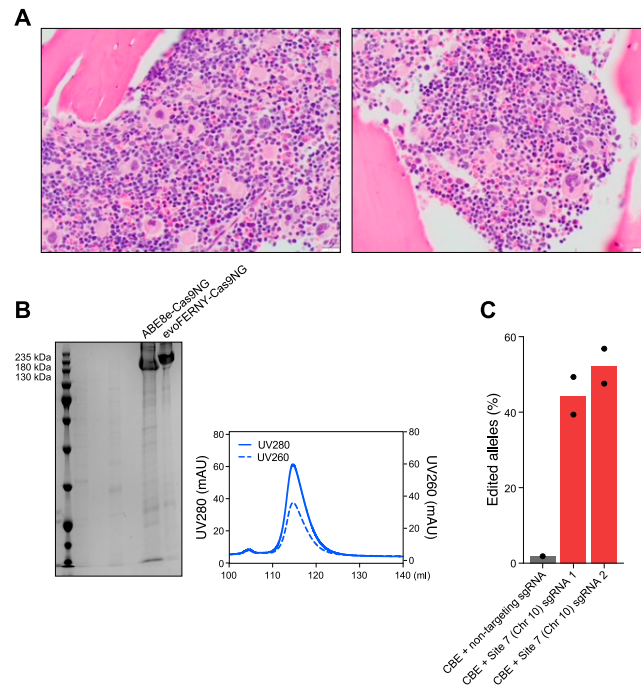 A
B
ABE8e-Cas9NG
evoFERNY-Cas9NG
235 kDa
180 kDa
130 kDa
UV280
UV260
UV280 (mAU)
80
60
40
20
0
UV260 (mAU)
80
60
40
20
0
100 110 120 130 140 (ml)
C
Edited alleles (%)
60
40
20
0
CBE + non-targeting sgRNA
CBE + Site 7 (Chr 10) sgRNA 1
CBE + Site 7 (Chr 10) sgRNA 2